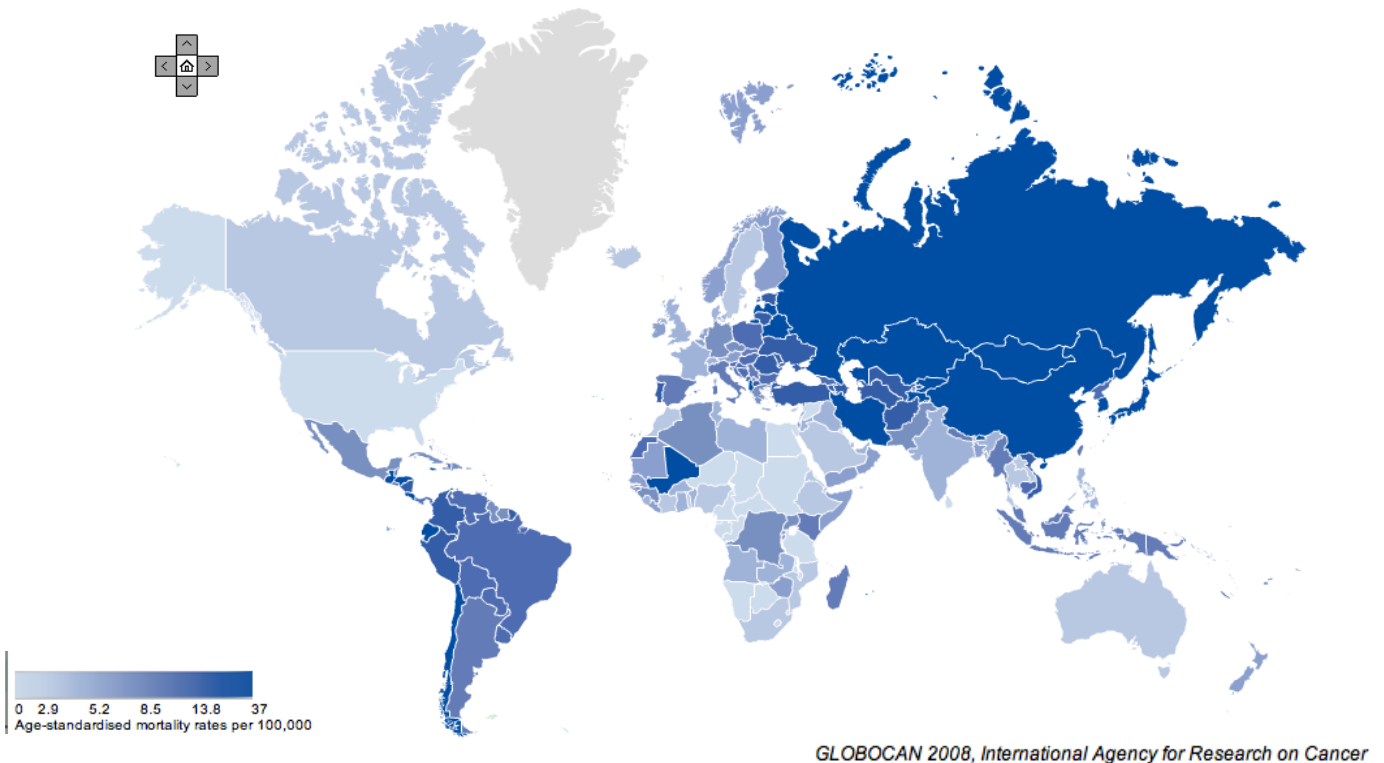 0 2.9 5.2 8.5 13.8 37
Age-standardised mortality rates per 100,000
GLOBOCAN 2008, International Agency for Research on Cancer